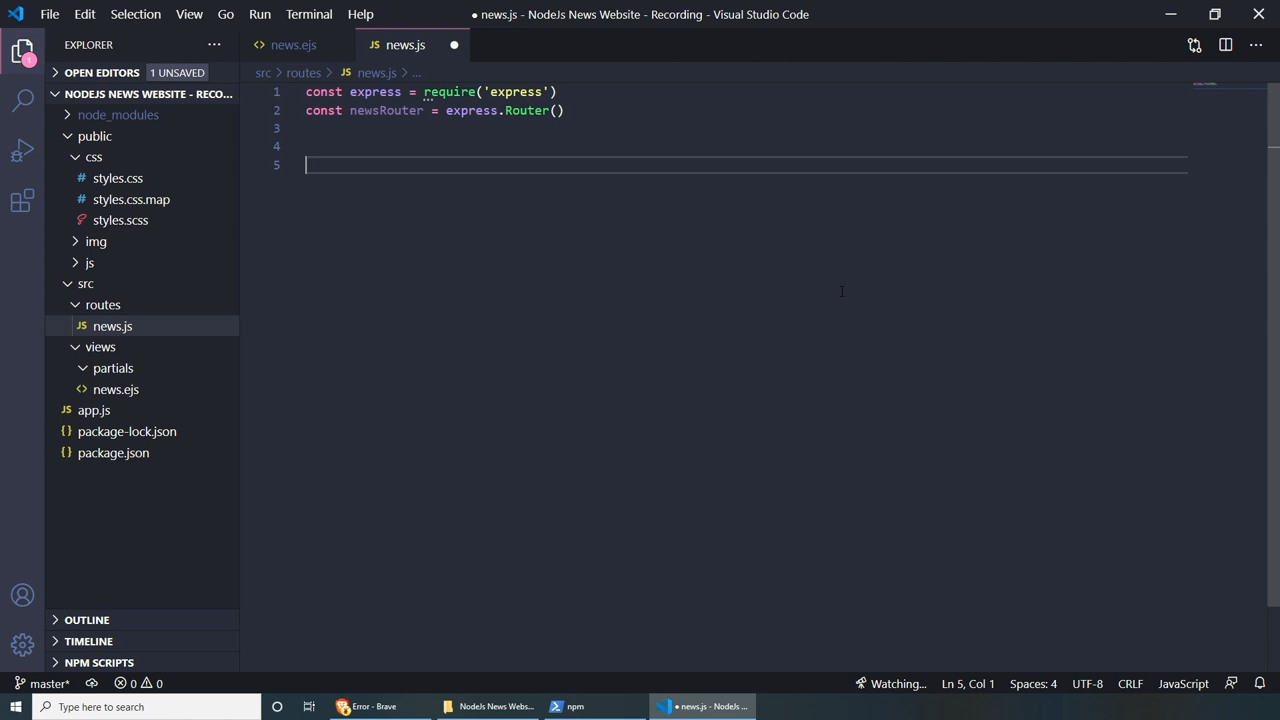 File Edit Selection View Go Run Terminal Help
● news.js - NodeJs News Website - Recording - Visual Studio Code
EXPLORER
news.ejs
JS news.js
1
OPEN EDITORS 1 UNSAVED
src > routes > JS news.js > ...
NODEJS NEWS WEBSITE - RECO...
node_modules
public
css
# styles.css
# styles.css.map
styles.scss
img
js
src
routes
JS news.js
views
partials
<> news.ejs
JS app.js
{} package-lock.json
{} package.json
OUTLINE
TIMELINE
NPM SCRIPTS
1 const express = require('express')
2 const newsRouter = express.Router()
3
4
5
master* 0 0
Watching... Ln 5, Col 1 Spaces: 4 UTF-8 CRLF JavaScript
Type here to search
Error - Brave
NodeJs News Webs...
npm
● news.js - NodeJs ...